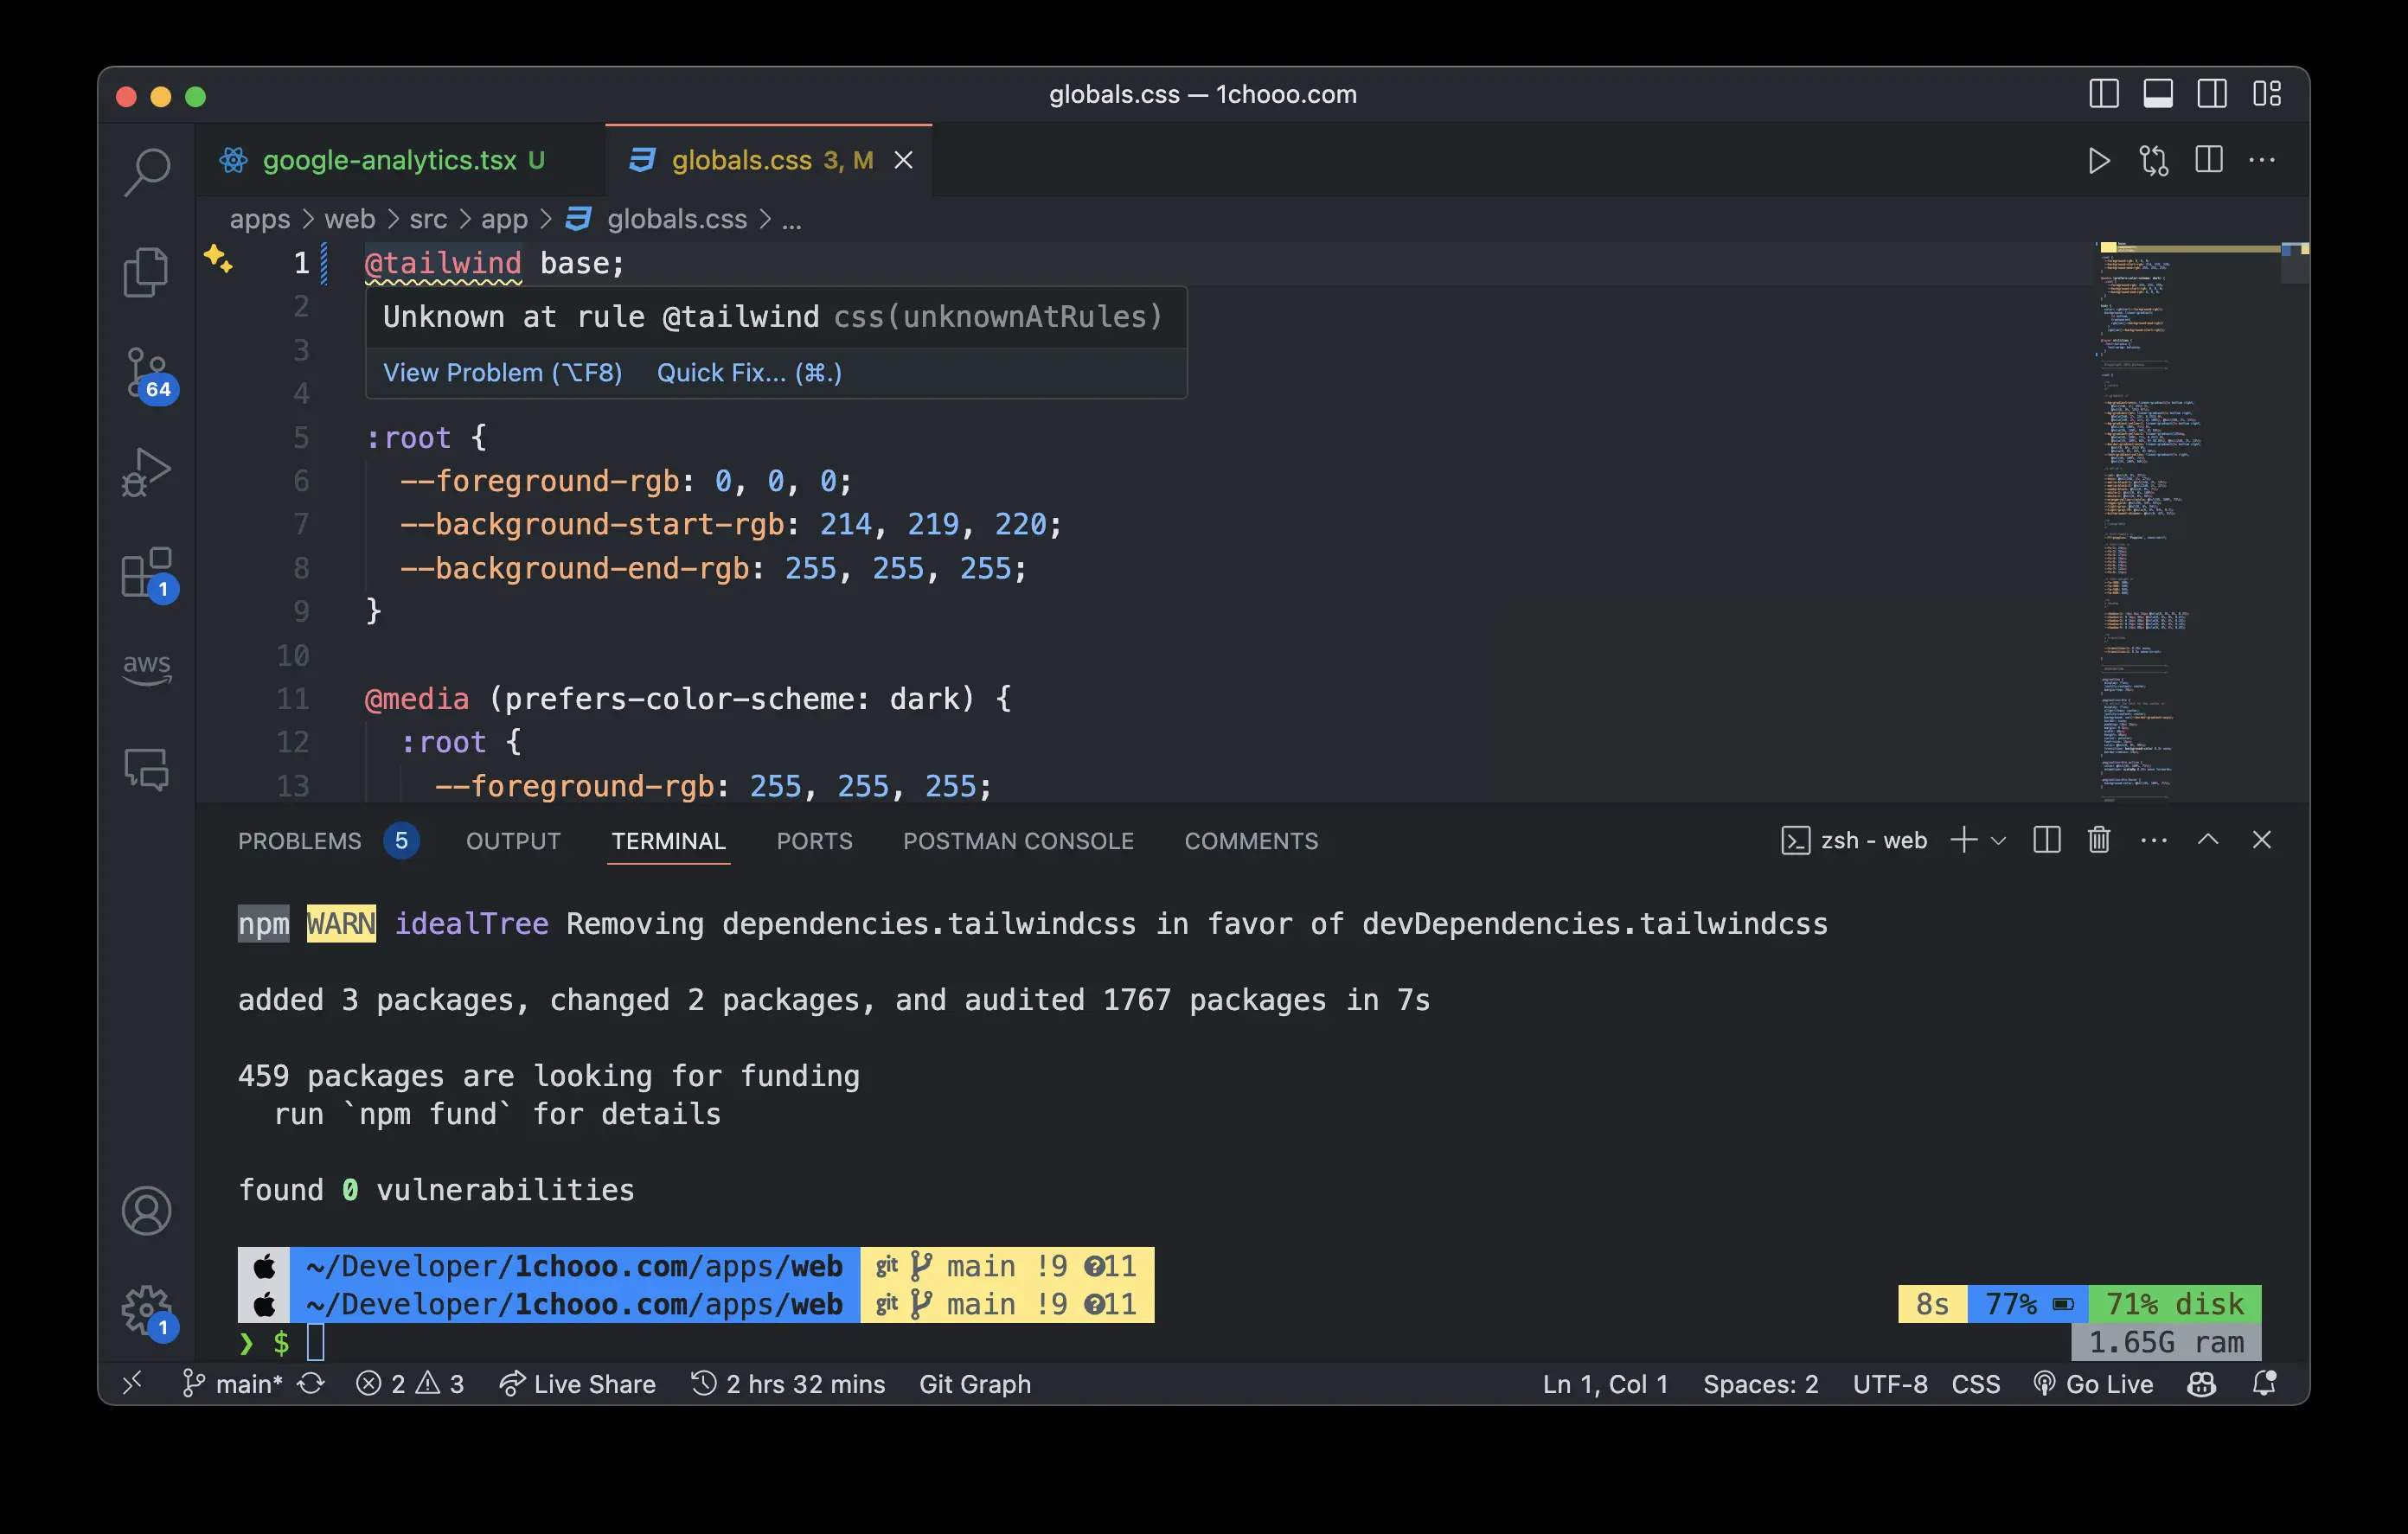 globals.css — 1chooo.com
google-analytics.tsx U
globals.css 3, M
apps > web > src > app > globals.css > ...
1 @tailwind base;
2
Unknown at rule @tailwind css(unknownAtRules)
3
View Problem (⌥F8) Quick Fix... (⌘.)
4
5 :root {
6 --foreground-rgb: 0, 0, 0;
7 --background-start-rgb: 214, 219, 220;
8 --background-end-rgb: 255, 255, 255;
9 }
10
11 @media (prefers-color-scheme: dark) {
12 :root {
13 --foreground-rgb: 255, 255, 255;
64
1
aws
1
PROBLEMS 5 OUTPUT TERMINAL PORTS POSTMAN CONSOLE COMMENTS
zsh - web
npm WARN idealTree Removing dependencies.tailwindcss in favor of devDependencies.tailwindcss
added 3 packages, changed 2 packages, and audited 1767 packages in 7s
459 packages are looking for funding
run `npm fund` for details
found 0 vulnerabilities
~/Developer/1chooo.com/apps/web git main !9 ?11
~/Developer/1chooo.com/apps/web git main !9 ?11
8s 77% 71% disk
❯ $
1.65G ram
main* 2 3 Live Share 2 hrs 32 mins Git Graph
Ln 1, Col 1 Spaces: 2 UTF-8 CSS Go Live